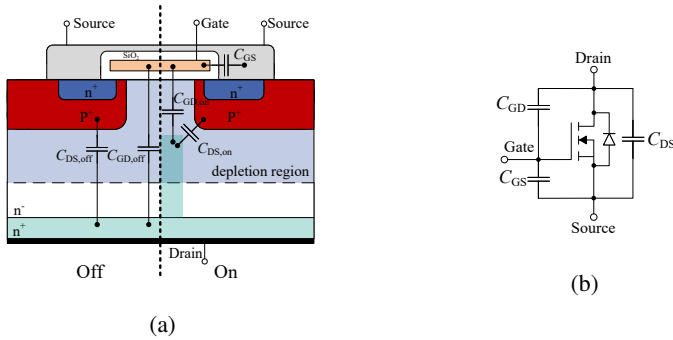 Source
Gate
Source
SiO2
CGS
n+
n+
P+
P+
CGD,on
CDS,off
CGD,off
CDS,on
depletion region
n-
n+
Drain
Off
On
(a)
Drain
CGD
CDS
Gate
CGS
Source
(b)